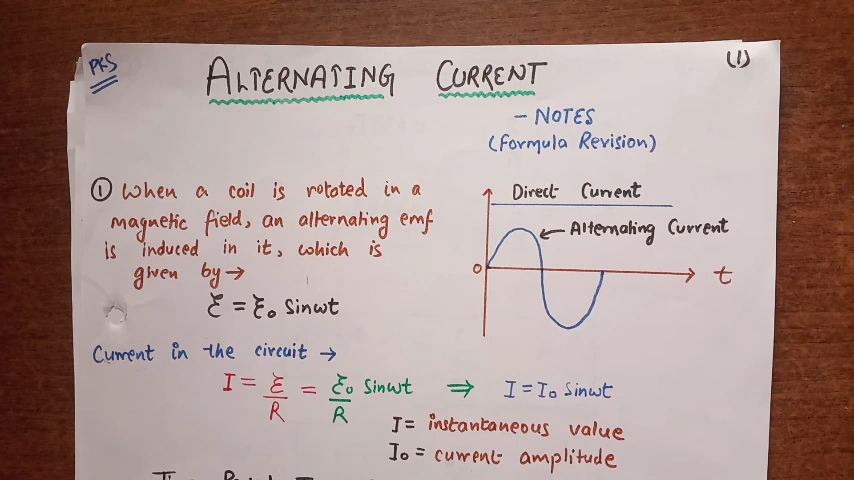 PKS
ALTERNATING CURRENT
(1)
- NOTES
(Formula Revision)
① When a coil is rotated in a
magnetic field, an alternating emf
is induced in it, which is
given by →
ξ = ξ₀ Sinωt
Direct Current
Alternating Current
0
t
Current in the circuit →
I = ξ/R = ξ₀/R Sinωt ⇒ I = I₀ Sinωt
I = instantaneous value
I₀ = current amplitude